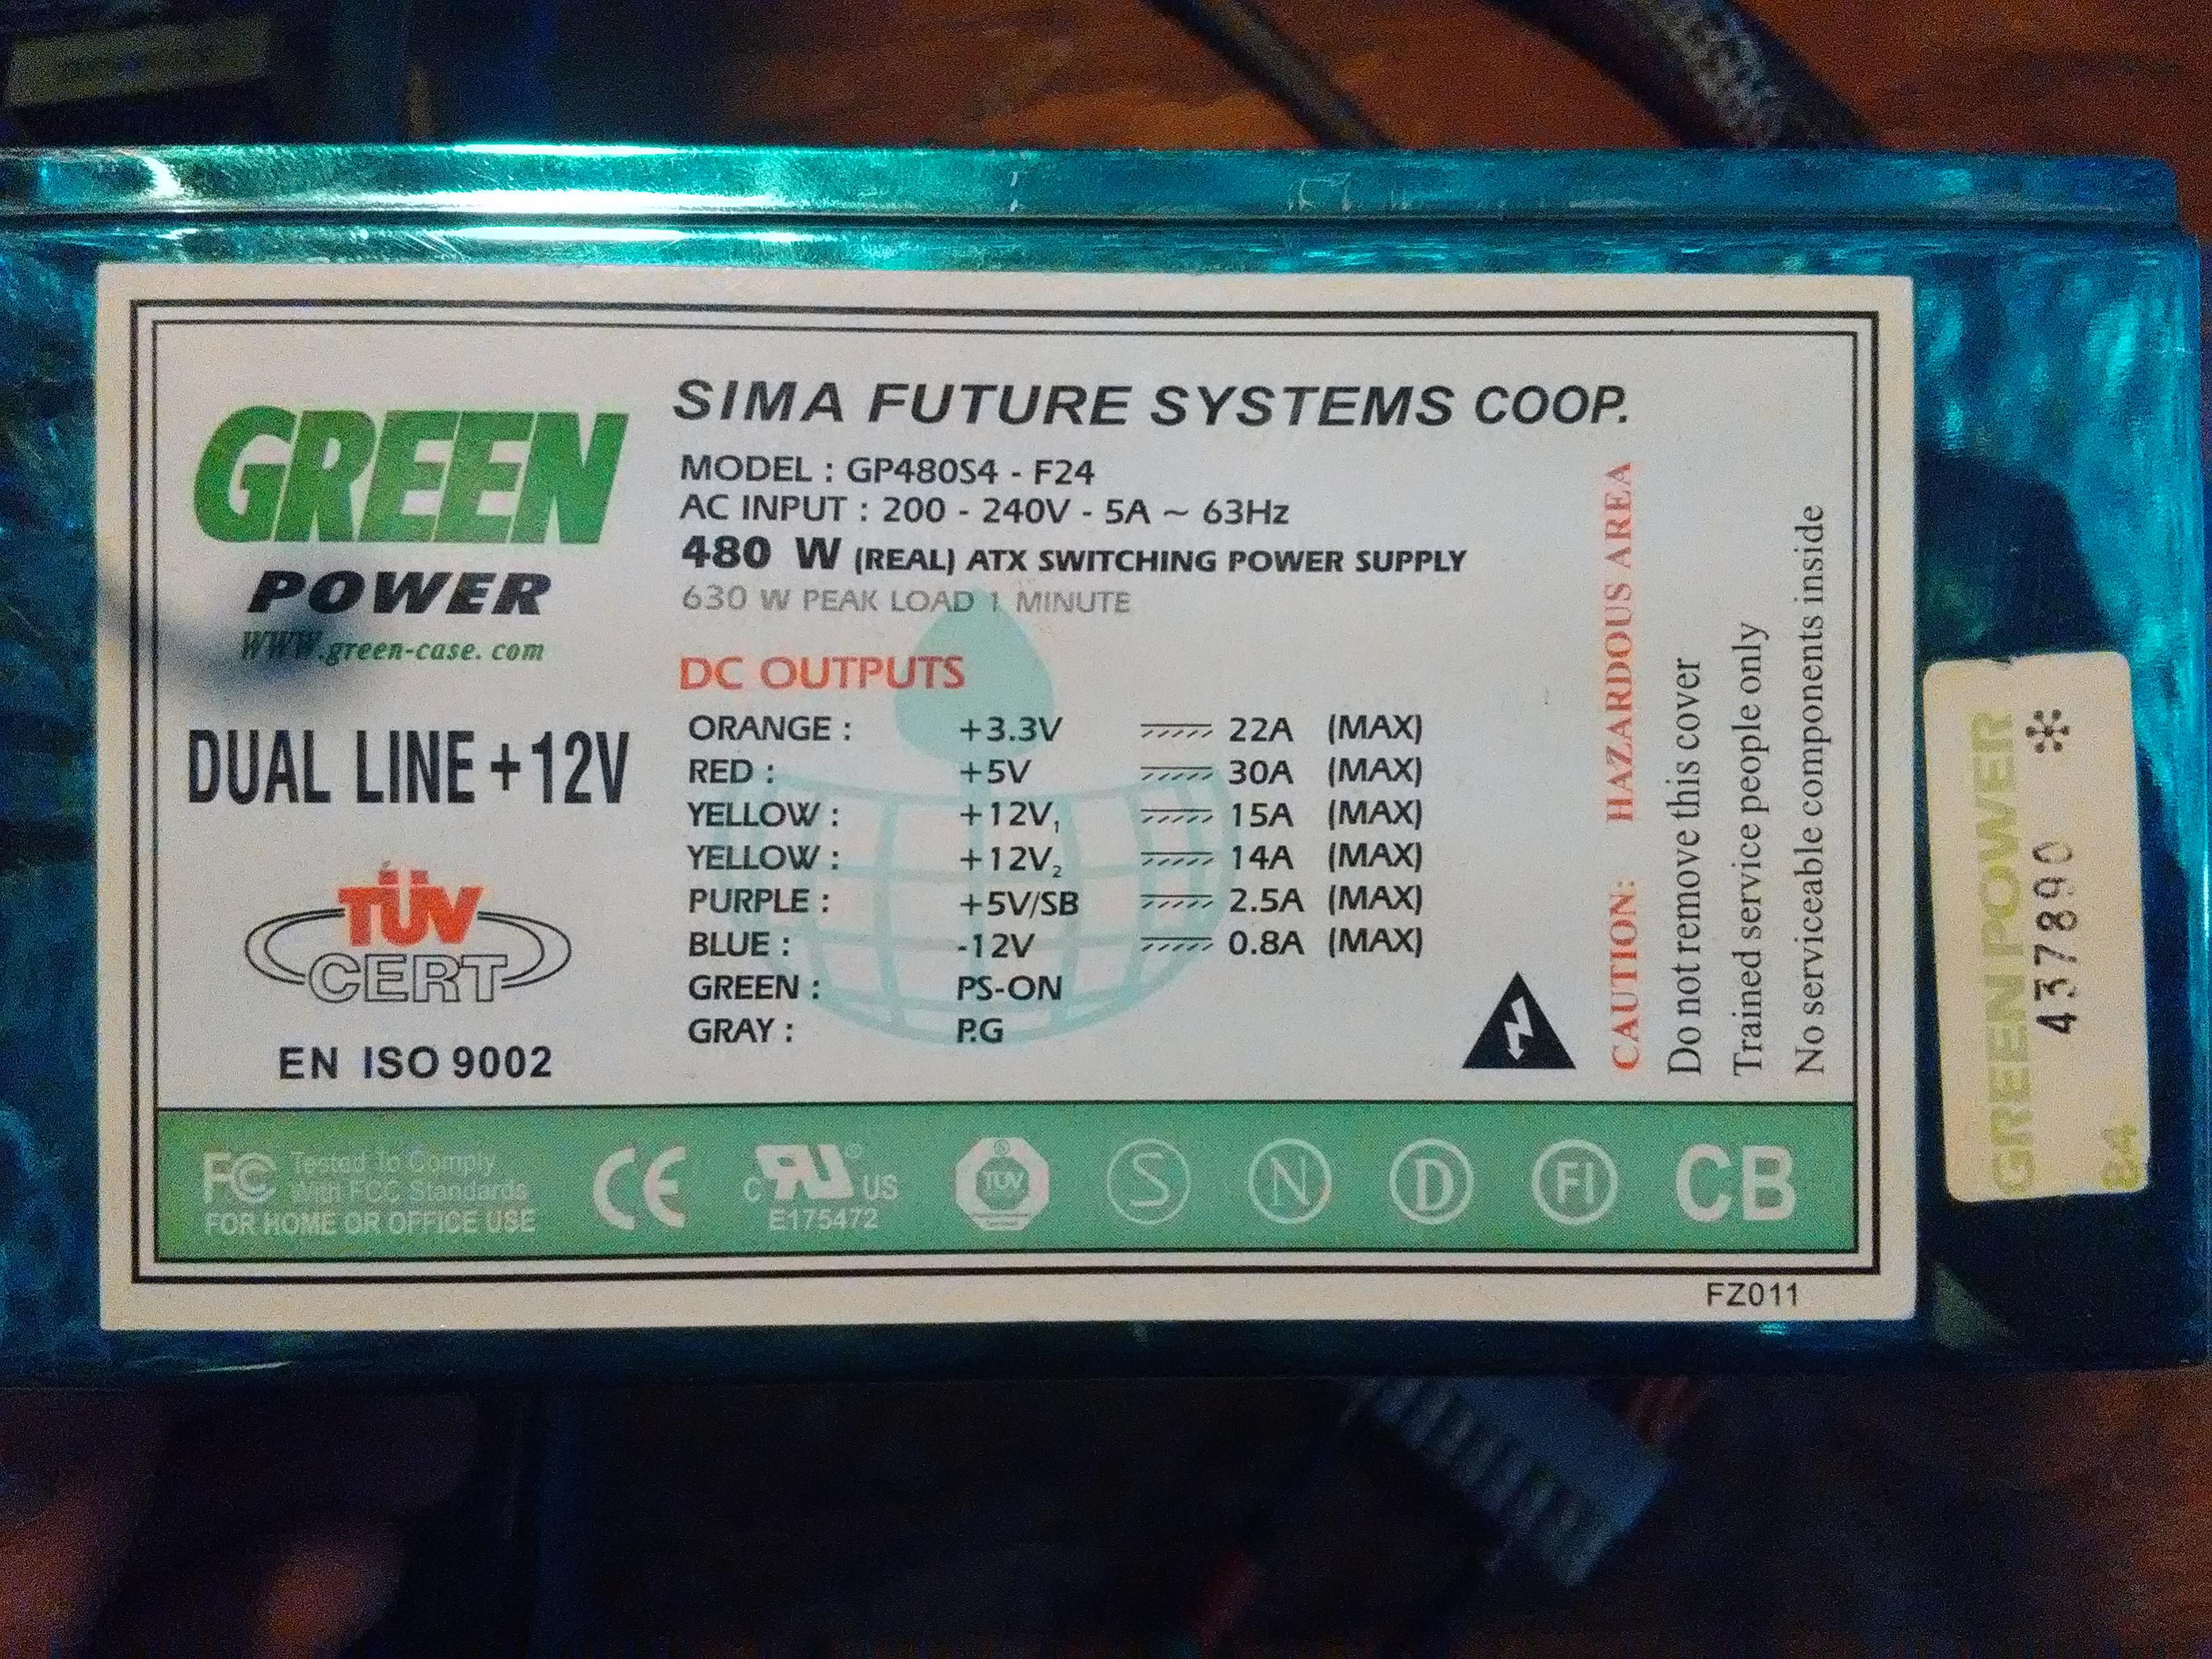 GREEN
POWER
WWW.green-case.com
DUAL LINE +12V
TÜV
CERT
EN ISO 9002
SIMA FUTURE SYSTEMS COOP.
MODEL : GP480S4 - F24
AC INPUT : 200 - 240V - 5A ~ 63Hz
480 W (REAL) ATX SWITCHING POWER SUPPLY
630 W PEAK LOAD 1 MINUTE
DC OUTPUTS
ORANGE : +3.3V 22A (MAX)
RED : +5V 30A (MAX)
YELLOW : +12V₁ 15A (MAX)
YELLOW : +12V₂ 14A (MAX)
PURPLE : +5V/SB 2.5A (MAX)
BLUE : -12V 0.8A (MAX)
GREEN : PS-ON
GRAY : P.G
CAUTION: HAZARDOUS AREA
Do not remove this cover
Trained service people only
No serviceable components inside
FC Tested To Comply
With FCC Standards
FOR HOME OR OFFICE USE
CE
C RU® US
E175472
TÜV
S
N
D
FI
CB
FZ011
GREEN POWER
437890 *
84